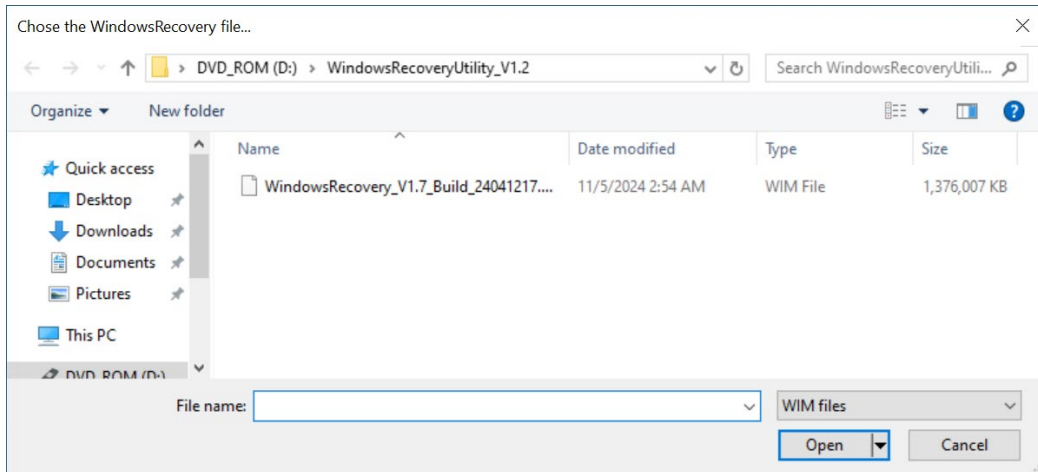 Chose the WindowsRecovery file...
DVD_ROM (D:) > WindowsRecoveryUtility_V1.2
Search WindowsRecoveryUtili...
Organize
New folder
Name
Date modified
Type
Size
Quick access
Desktop
Downloads
Documents
Pictures
This PC
DVD_ROM (D:)
WindowsRecovery_V1.7_Build_24041217.... 11/5/2024 2:54 AM WIM File 1,376,007 KB
File name:
WIM files
Open
Cancel